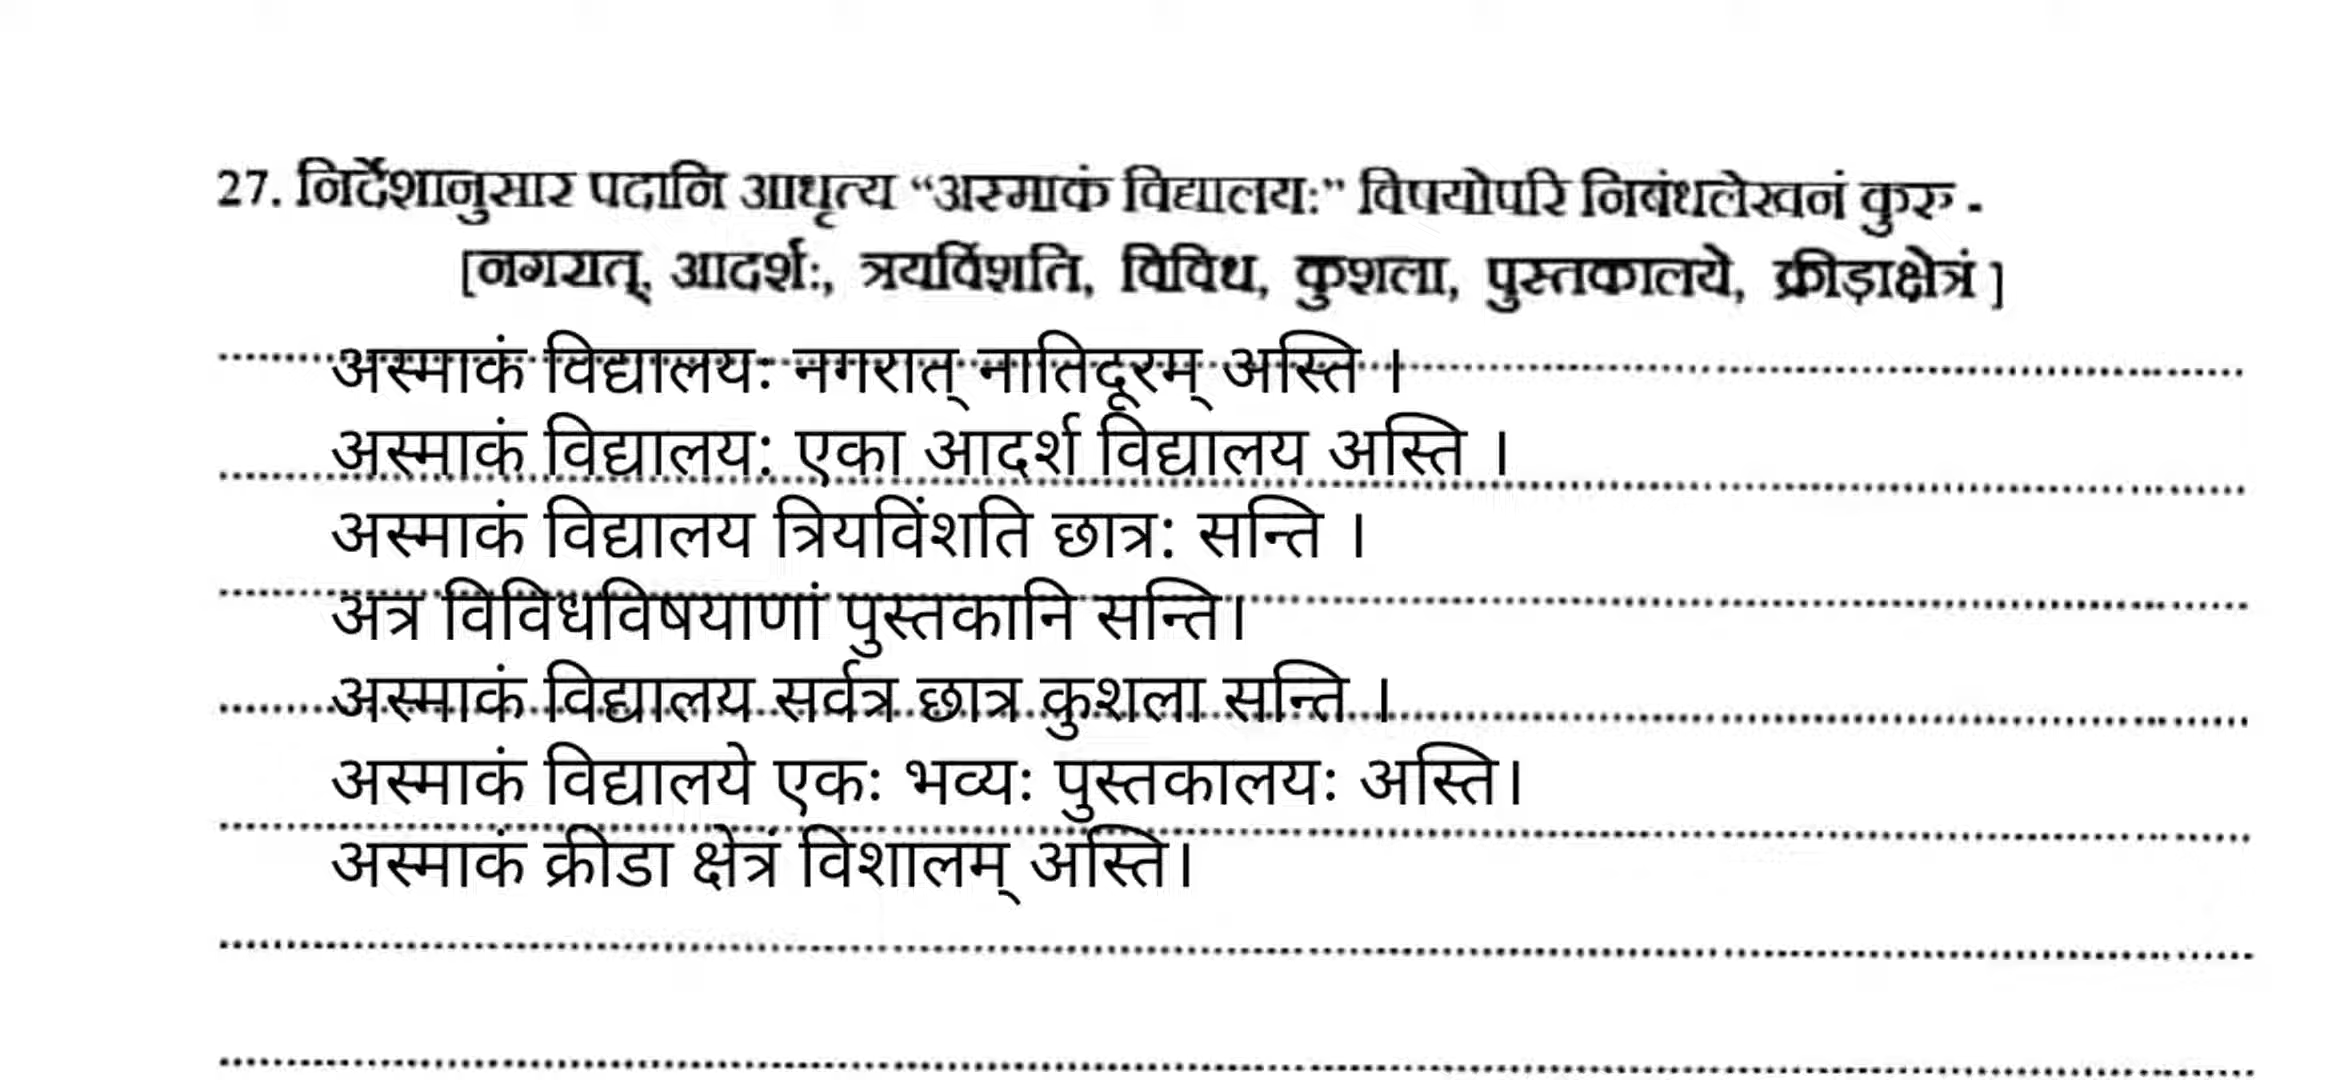 27. निर्देशानुसार पदानि आधृत्य “अस्माकं विद्यालय:” विषयोपरि निबंधलेखनं कुरु -
[नगरात्, आदर्श:, त्रयर्विंशति, विविध, कुशला, पुस्तकालये, क्रीड़ाक्षेत्रं]
अस्माकं विद्यालय: नगरात् नातिदूरम् अस्ति ।
अस्माकं विद्यालय: एका आदर्श विद्यालय अस्ति ।
अस्माकं विद्यालय त्रियविंशति छात्र: सन्ति ।
अत्र विविधविषयाणां पुस्तकानि सन्ति।
अस्माकं विद्यालय सर्वत्र छात्र कुशला सन्ति ।
अस्माकं विद्यालये एकः भव्यः पुस्तकालयः अस्ति।
अस्माकं क्रीडा क्षेत्रं विशालम् अस्ति।